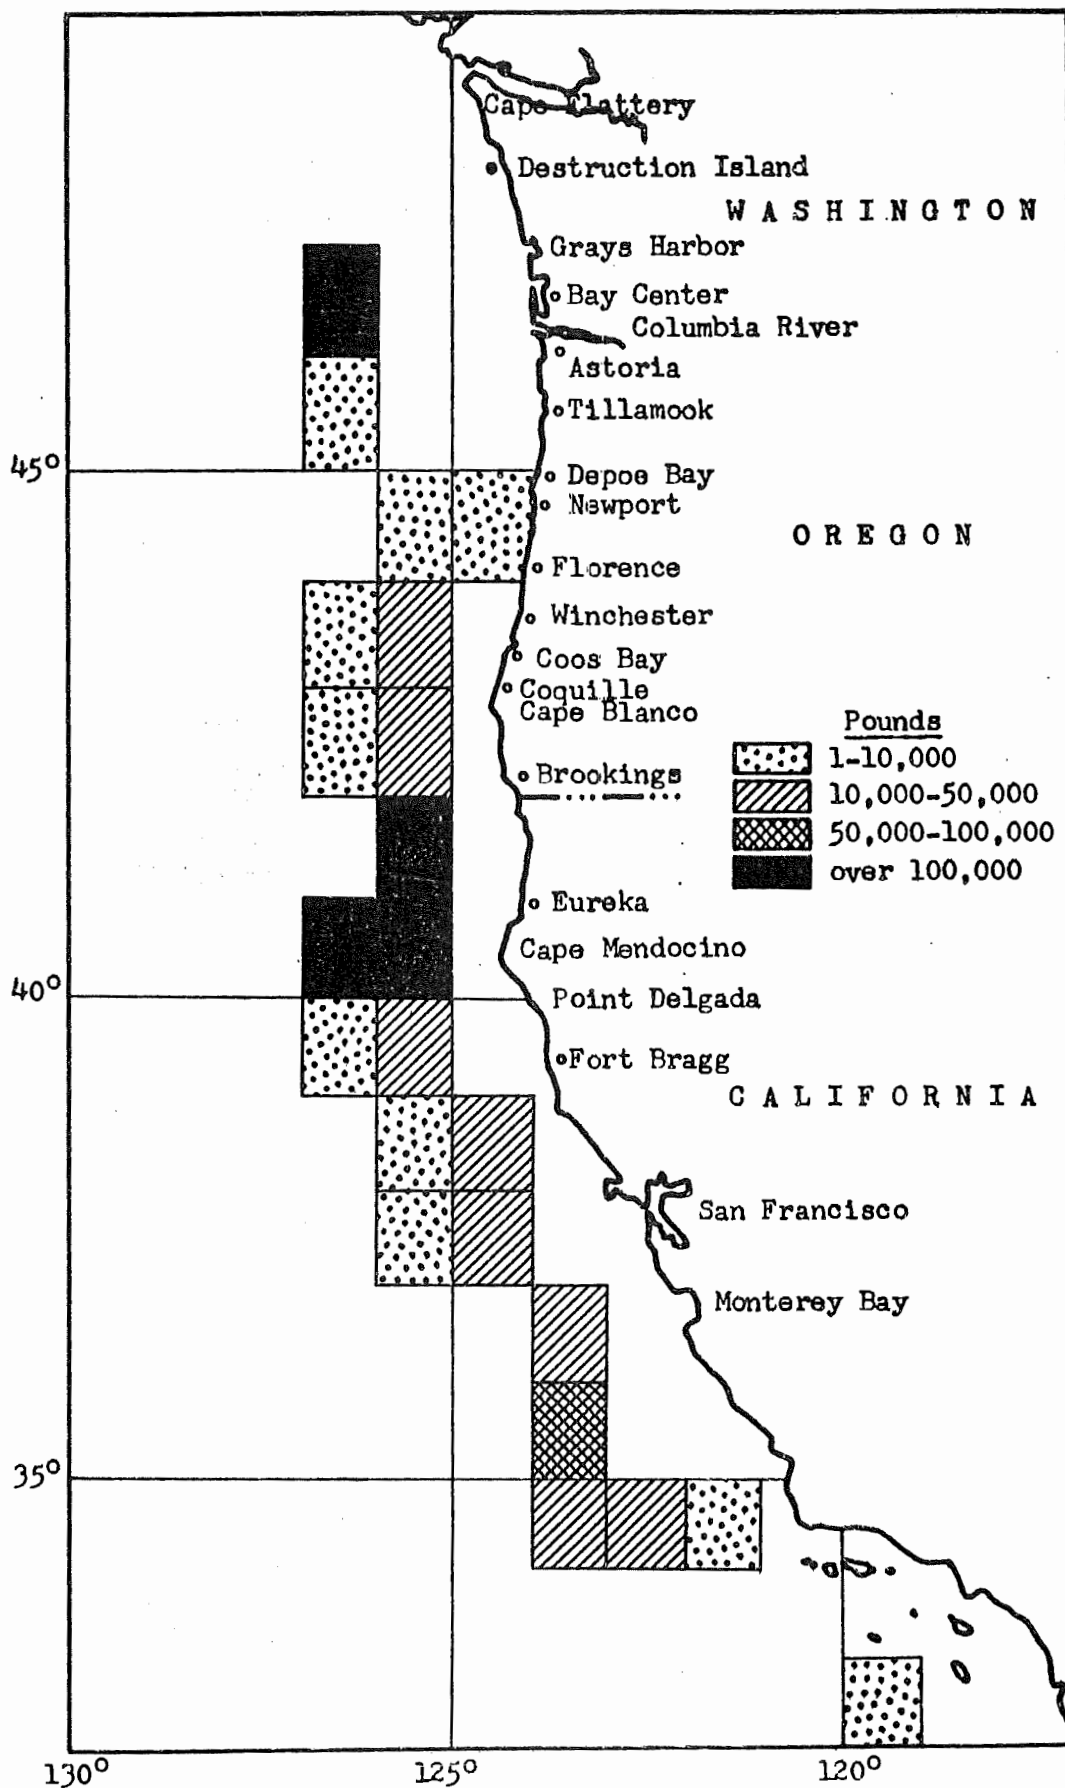 Cape Flattery
Destruction Island
WASHINGTON
Grays Harbor
Bay Center
Columbia River
Astoria
Tillamook
45°
Depoe Bay
Newport
OREGON
Florence
Winchester
Coos Bay
Coquille
Cape Blanco
Pounds
1-10,000
Brookings
10,000-50,000
50,000-100,000
over 100,000
Eureka
Cape Mendocino
40°
Point Delgada
Fort Bragg
CALIFORNIA
San Francisco
Monterey Bay
35°
130°
125°
120°